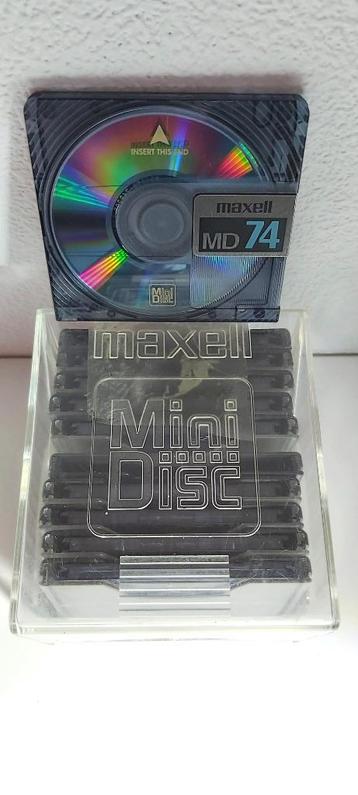 INSERT THIS END
maxell
MD 74
Mini
Disc
maxell
Mini
Disc